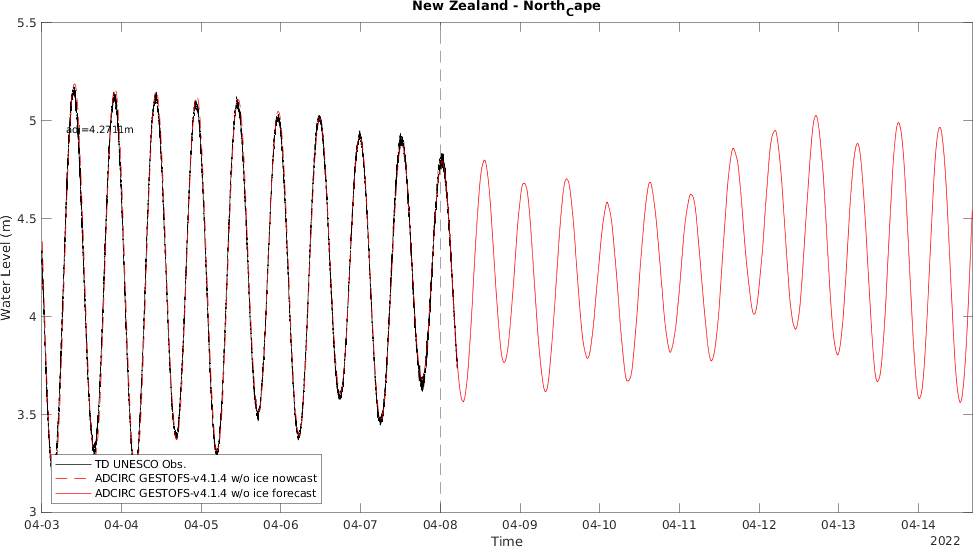 New Zealand - NorthCape
5.5
5
adj=4.2711m
4.5
Water Level (m)
4
3.5
TD UNESCO Obs.
ADCIRC GESTOFS-v4.1.4 w/o ice nowcast
ADCIRC GESTOFS-v4.1.4 w/o ice forecast
3
04-03 04-04 04-05 04-06 04-07 04-08 04-09 04-10 04-11 04-12 04-13 04-14
Time
2022